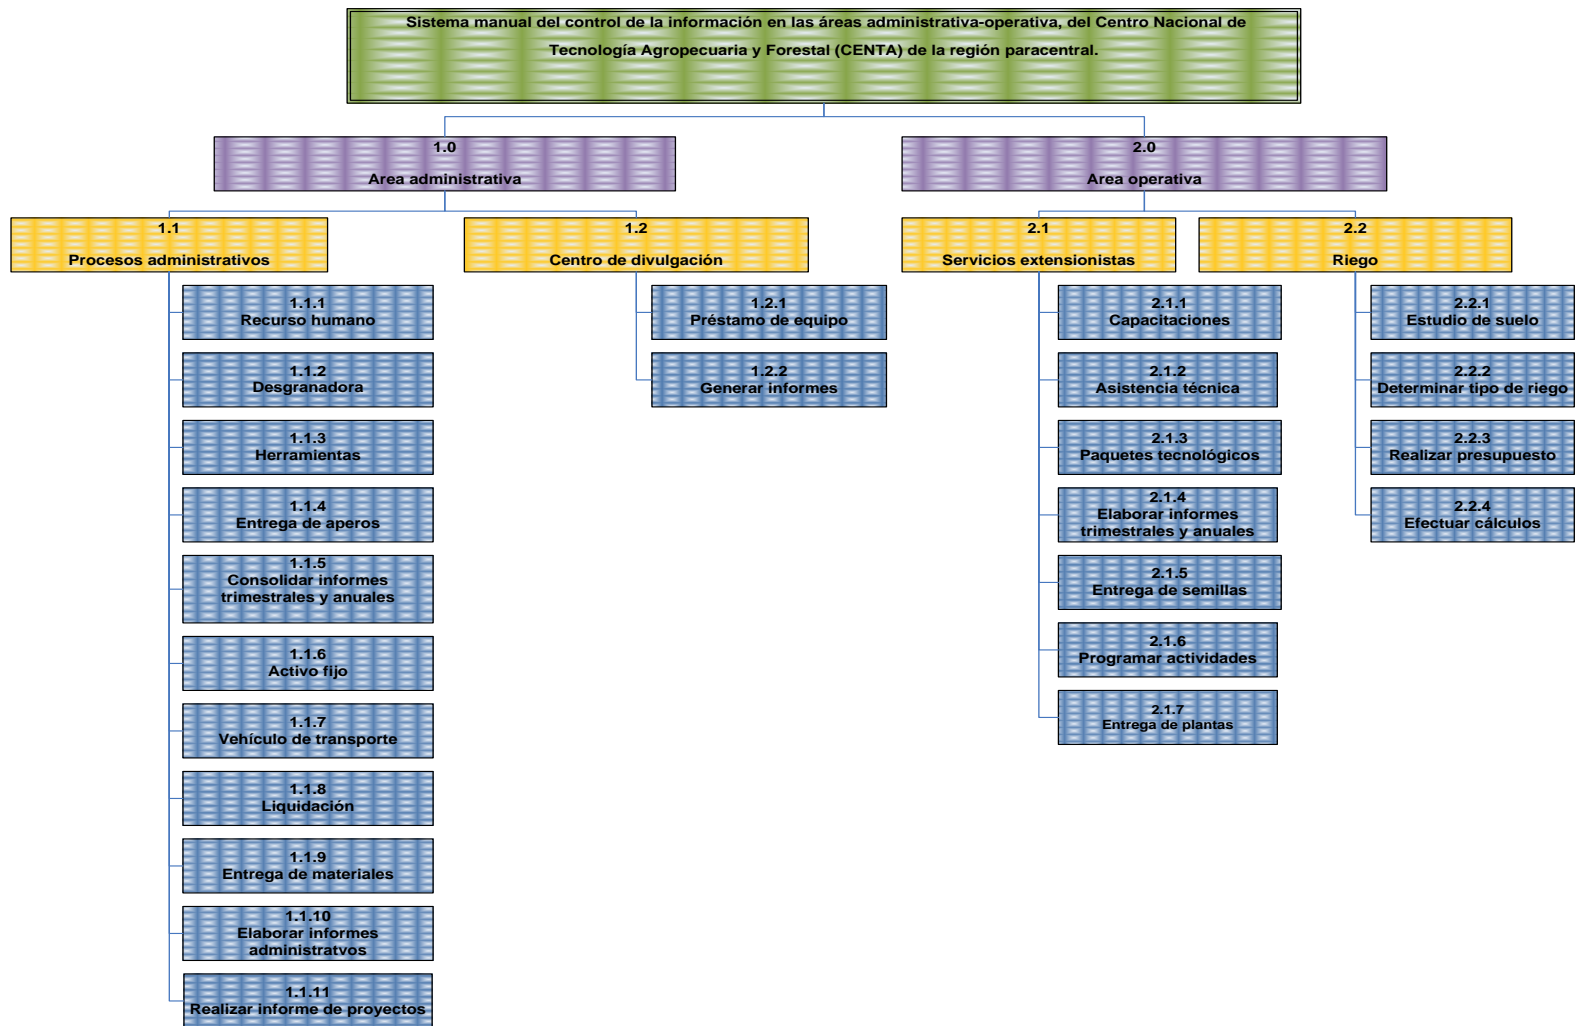 Sistema manual del control de la información en las áreas administrativa-operativa, del Centro Nacional de
Tecnología Agropecuaria y Forestal (CENTA) de la región paracentral.
1.0
Area administrativa
2.0
Area operativa
1.1
Procesos administrativos
1.2
Centro de divulgación
2.1
Servicios extensionistas
2.2
Riego
1.1.1
Recurso humano
1.1.2
Desgranadora
1.1.3
Herramientas
1.1.4
Entrega de aperos
1.1.5
Consolidar informes
trimestrales y anuales
1.1.6
Activo fijo
1.1.7
Vehículo de transporte
1.1.8
Liquidación
1.1.9
Entrega de materiales
1.1.10
Elaborar informes
administratvos
1.1.11
Realizar informe de proyectos
1.2.1
Préstamo de equipo
1.2.2
Generar informes
2.1.1
Capacitaciones
2.1.2
Asistencia técnica
2.1.3
Paquetes tecnológicos
2.1.4
Elaborar informes
trimestrales y anuales
2.1.5
Entrega de semillas
2.1.6
Programar actividades
2.1.7
Entrega de plantas
2.2.1
Estudio de suelo
2.2.2
Determinar tipo de riego
2.2.3
Realizar presupuesto
2.2.4
Efectuar cálculos